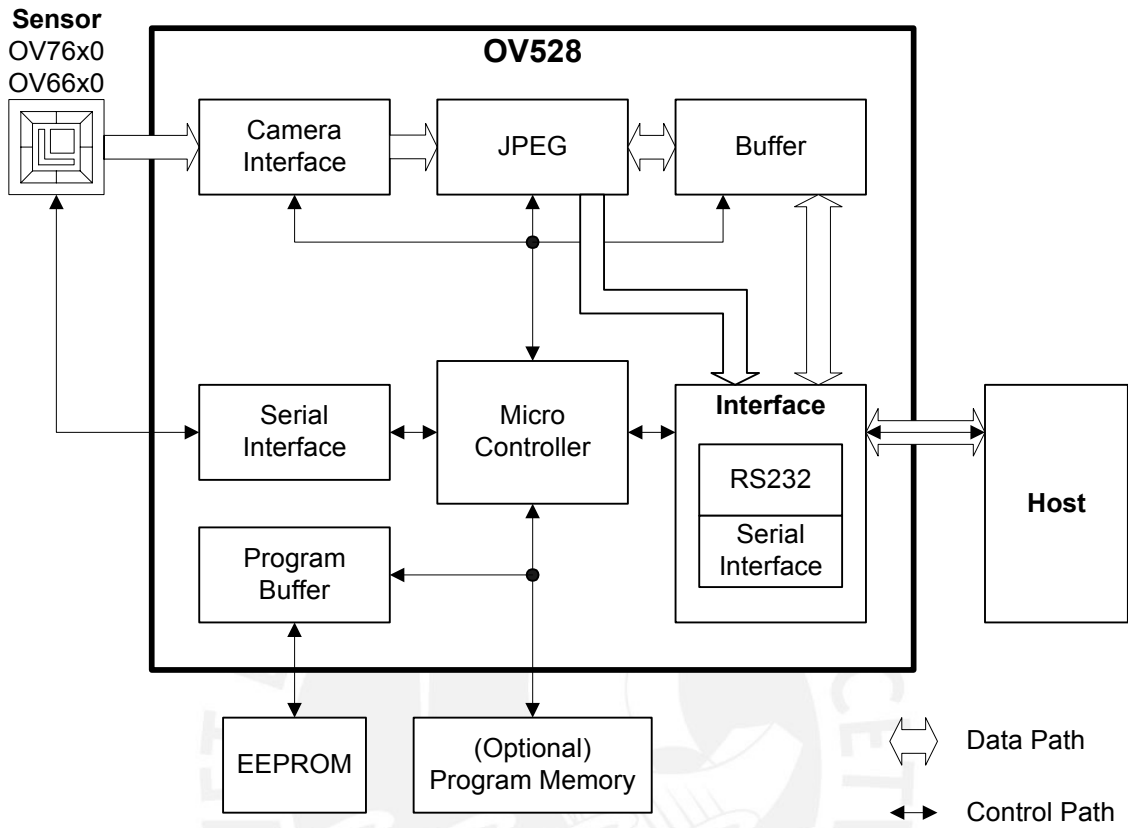 Sensor
OV76x0
OV66x0
OV528
Camera
Interface
JPEG
Buffer
Serial
Interface
Micro
Controller
Interface
RS232
Serial
Interface
Host
Program
Buffer
EEPROM
(Optional)
Program Memory
Data Path
Control Path